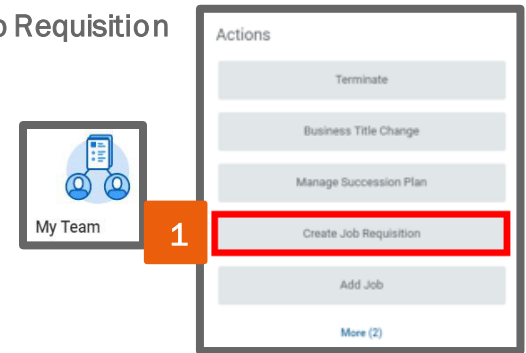 Requisition
Actions
Terminate
Business Title Change
Manage Succession Plan
My Team
1
Create Job Requisition
Add Job
More (2)